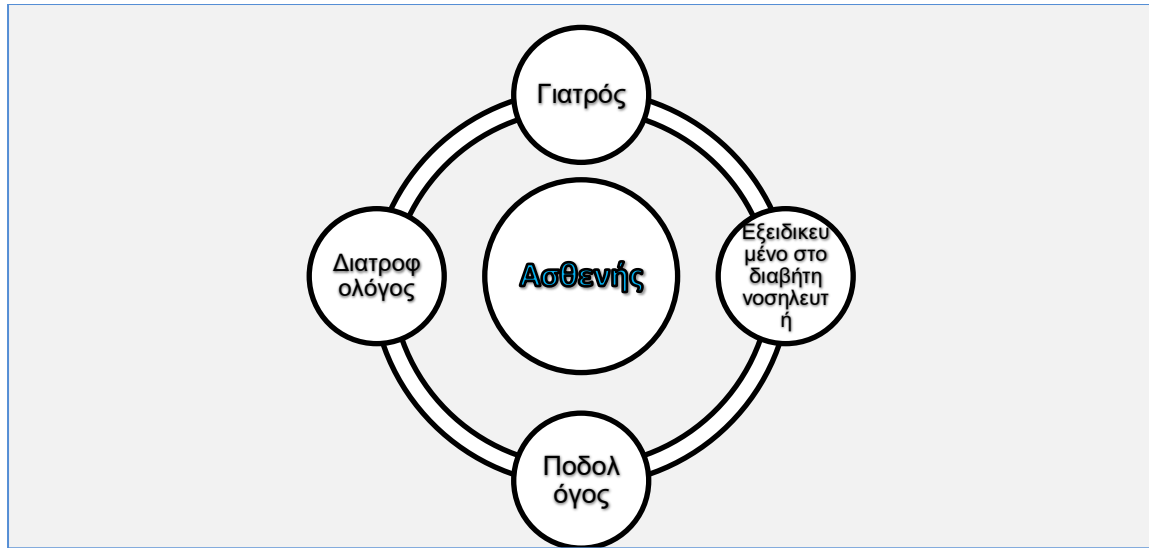 Γιατρός
Εξειδικευ
μένο στο
διαβήτη
νοσηλευτ
ή
Ασθενής
Διατροφ
ολόγος
Ποδολ
όγος